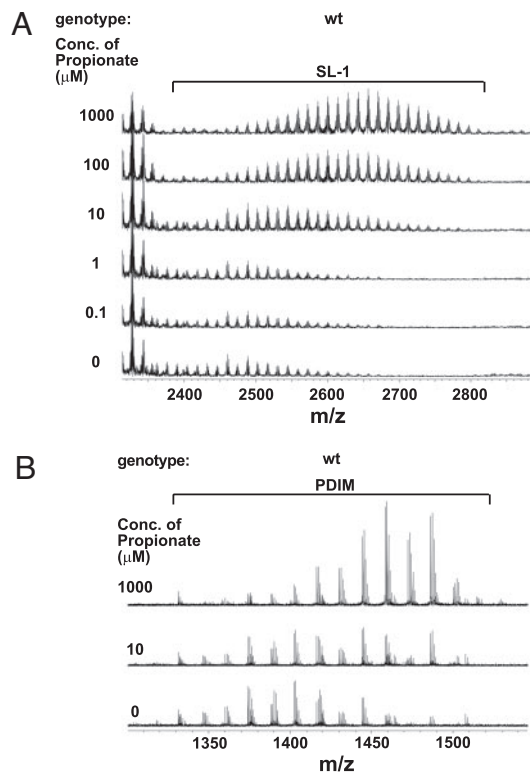 A
genotype: wt
Conc. of
Propionate
(μM)
SL-1
1000
100
10
1
0.1
0
2400 2500 2600 2700 2800
m/z
B
genotype: wt
PDIM
Conc. of
Propionate
(μM)
1000
10
0
1350 1400 1450 1500
m/z